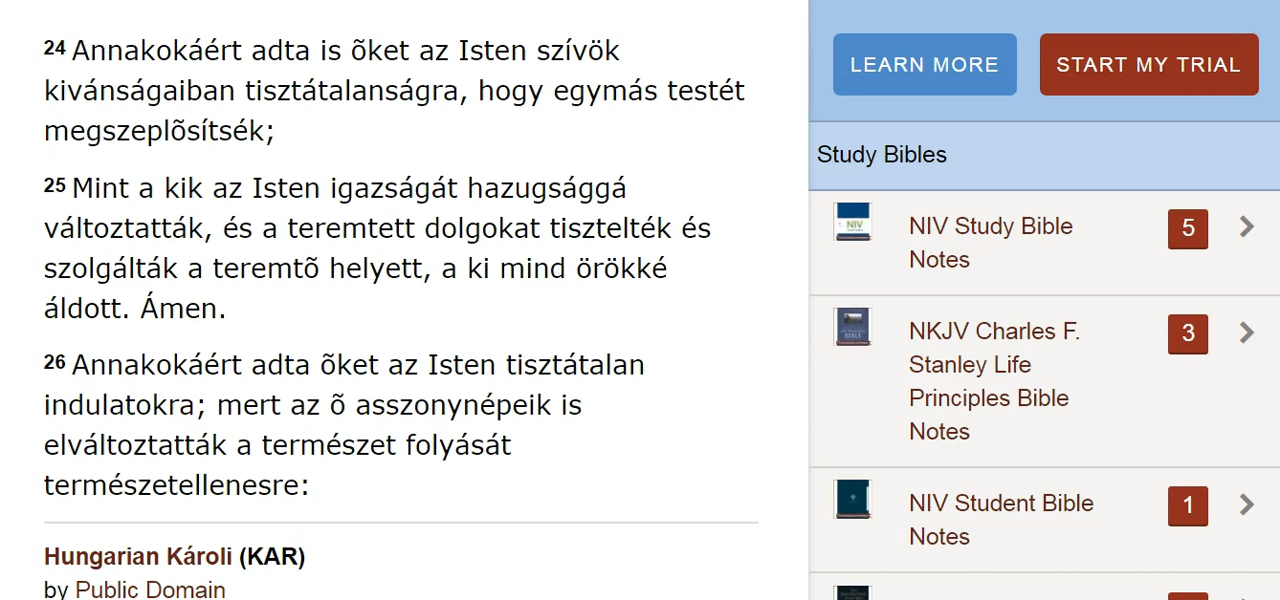 24 Annakokáért adta is õket az Isten szívök
kivánságaiban tisztátalanságra, hogy egymás testét
megszeplõsítsék;
25 Mint a kik az Isten igazságát hazugsággá
változtatták, és a teremtett dolgokat tisztelték és
szolgálták a teremtõ helyett, a ki mind örökké
áldott. Ámen.
26 Annakokáért adta õket az Isten tisztátalan
indulatokra; mert az õ asszonynépeik is
elváltoztatták a természet folyását
természetellenesre:
Hungarian Károli (KAR)
by Public Domain
LEARN MORE
START MY TRIAL
Study Bibles
NIV
NIV Study Bible
Notes
5
BIBLE
NKJV Charles F.
Stanley Life
Principles Bible
Notes
3
NIV Student Bible
Notes
1